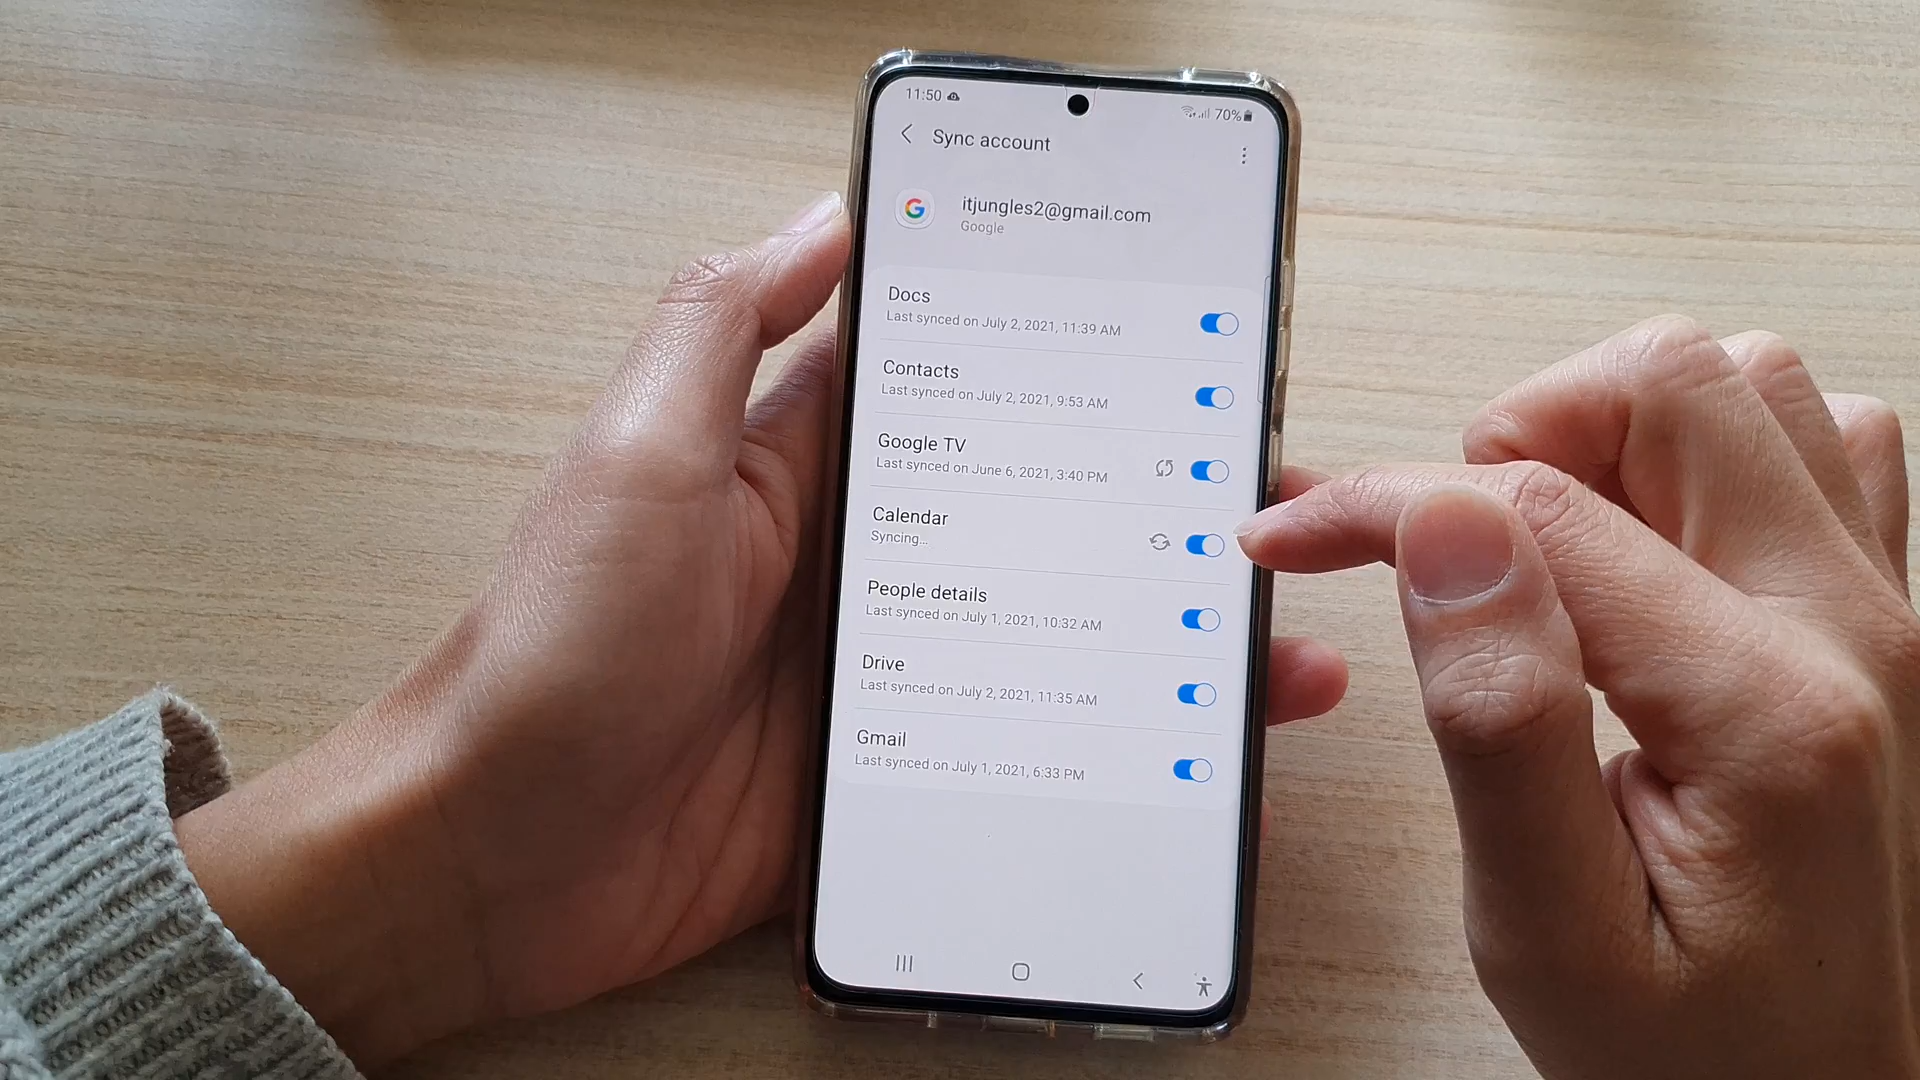 11:50
70%
Sync account
itjungles2@gmail.com
Google
Docs
Last synced on July 2, 2021, 11:39 AM
Contacts
Last synced on July 2, 2021, 9:53 AM
Google TV
Last synced on June 6, 2021, 3:40 PM
Calendar
Syncing...
People details
Last synced on July 1, 2021, 10:32 AM
Drive
Last synced on July 2, 2021, 11:35 AM
Gmail
Last synced on July 1, 2021, 6:33 PM